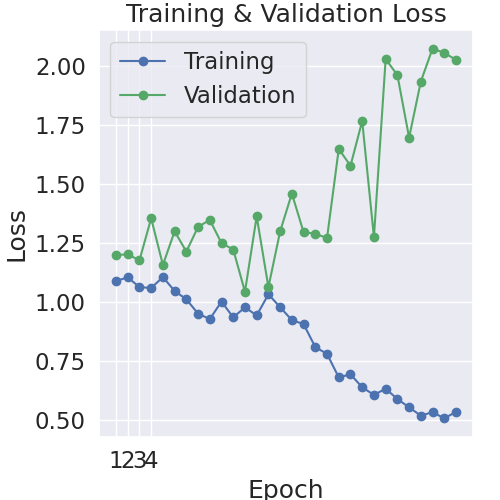 Training & Validation Loss
Training
Validation
2.00
1.75
1.50
1.25
1.00
0.75
0.50
Loss
1234
Epoch